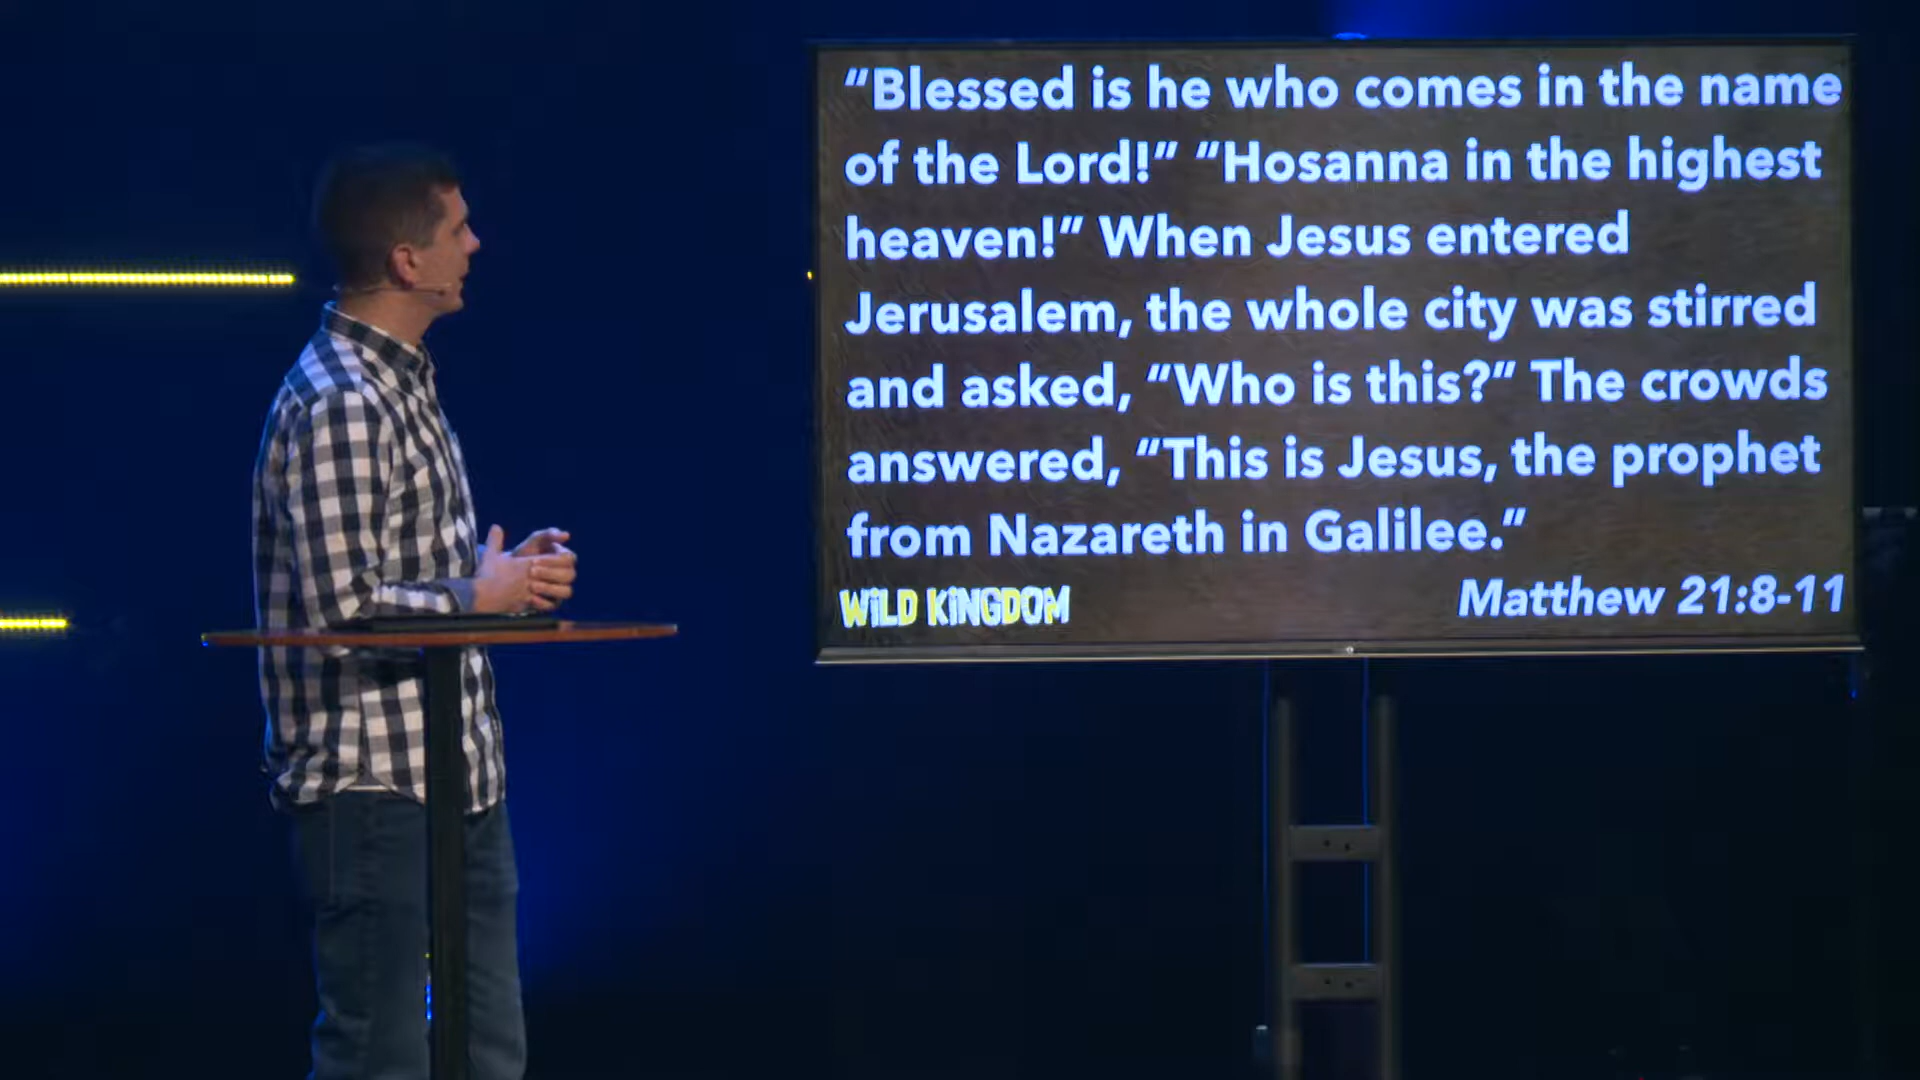 “Blessed is he who comes in the name
of the Lord!” “Hosanna in the highest
heaven!” When Jesus entered
Jerusalem, the whole city was stirred
and asked, “Who is this?” The crowds
answered, “This is Jesus, the prophet
from Nazareth in Galilee.”
WiLD KiNGDOM
Matthew 21:8-11